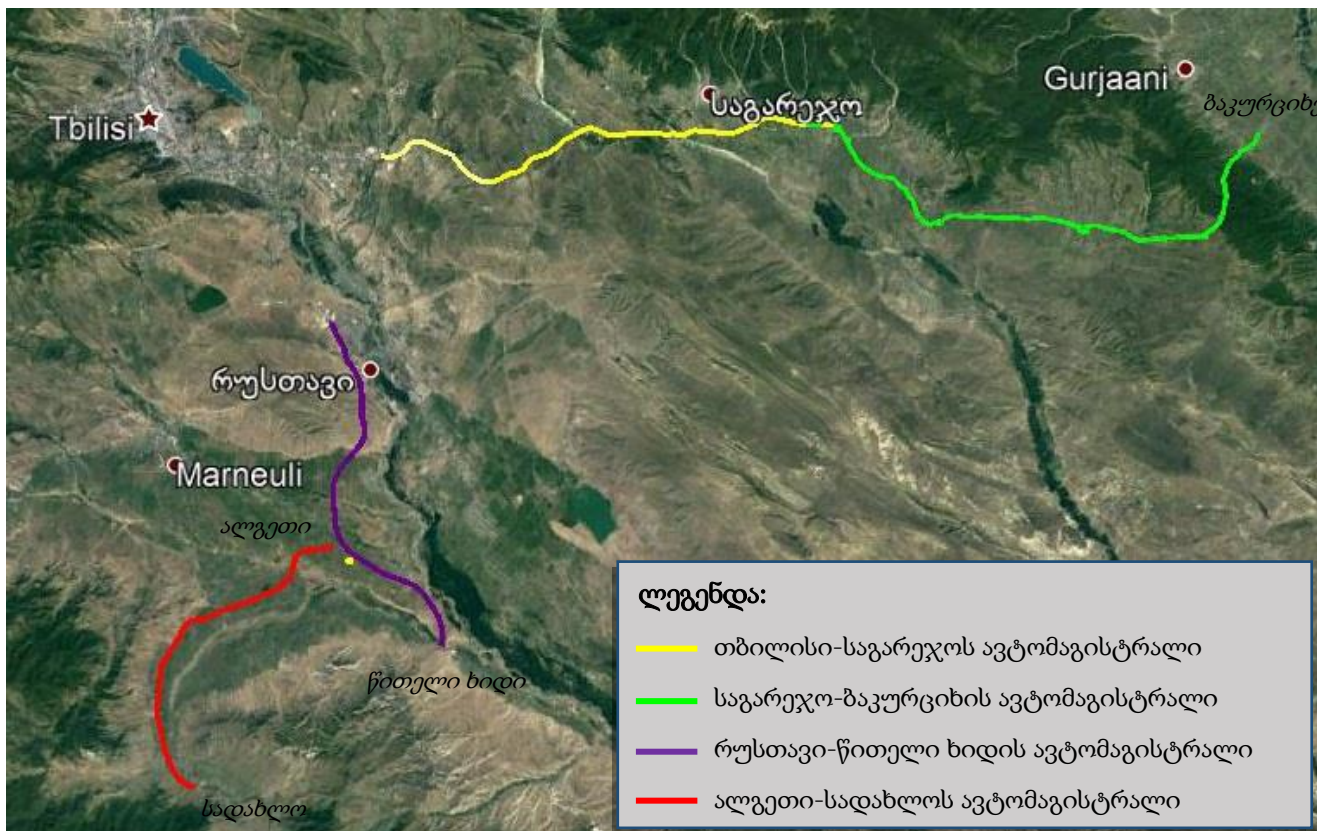 Gurjaani
საგარეჯო
ბაკურციხე
Tbilisi
რუსთავი
Marneuli
ალგეთი
წითელი ხიდი
სადახლო
ლეგენდა:
თბილისი-საგარეჯოს ავტომაგისტრალი
საგარეჯო-ბაკურციხის ავტომაგისტრალი
რუსთავი-წითელი ხიდის ავტომაგისტრალი
ალგეთი-სადახლოს ავტომაგისტრალი